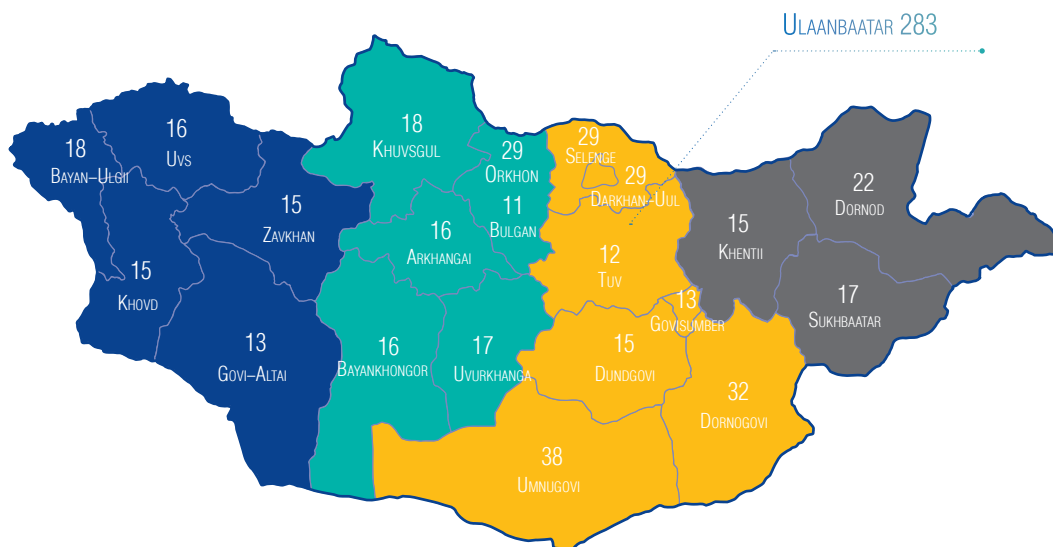 ULAANBAATAR 283
18
BAYAN–ULGII
16
UVS
15
ZAVKHAN
15
KHOVD
13
GOVI–ALTAI
18
KHUVSGUL
29
ORKHON
11
BULGAN
16
ARKHANGAI
16
BAYANKHONGOR
17
UVURKHANGA
29
SELENGE
29
DARKHAN–UUL
12
TUV
13
GOVISUMBER
15
DUNDGOVI
32
DORNOGOVI
38
UMNUGOVI
15
KHENTII
22
DORNOD
17
SUKHBAATAR